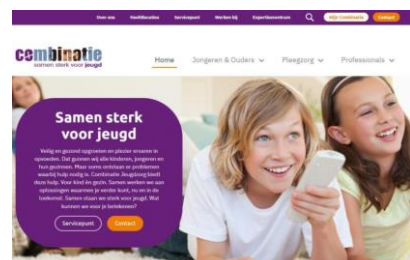 Over ons Hoofdlocaties Servicepunt Werken bij Expertisecentrum Mijn Combinatie Contact
combinatie
samen sterk voor jeugd
Home Jongeren & Ouders Pleegzorg Professionals
Samen sterk
voor jeugd
Veilig en gezond opgroeien en plezier ervaren in
opvoeden. Dat gunnen wij alle kinderen, jongeren en
hun gezinnen. Maar soms ontstaan er problemen
waarbij hulp nodig is. Combinatie Jeugdzorg biedt
deze hulp. Voor kind én gezin. Samen werken we aan
oplossingen waarmee je verder kunt, nu en in de
toekomst. Samen staan we sterk voor jeugd. Wat
kunnen we voor je betekenen?
Servicepunt Contact